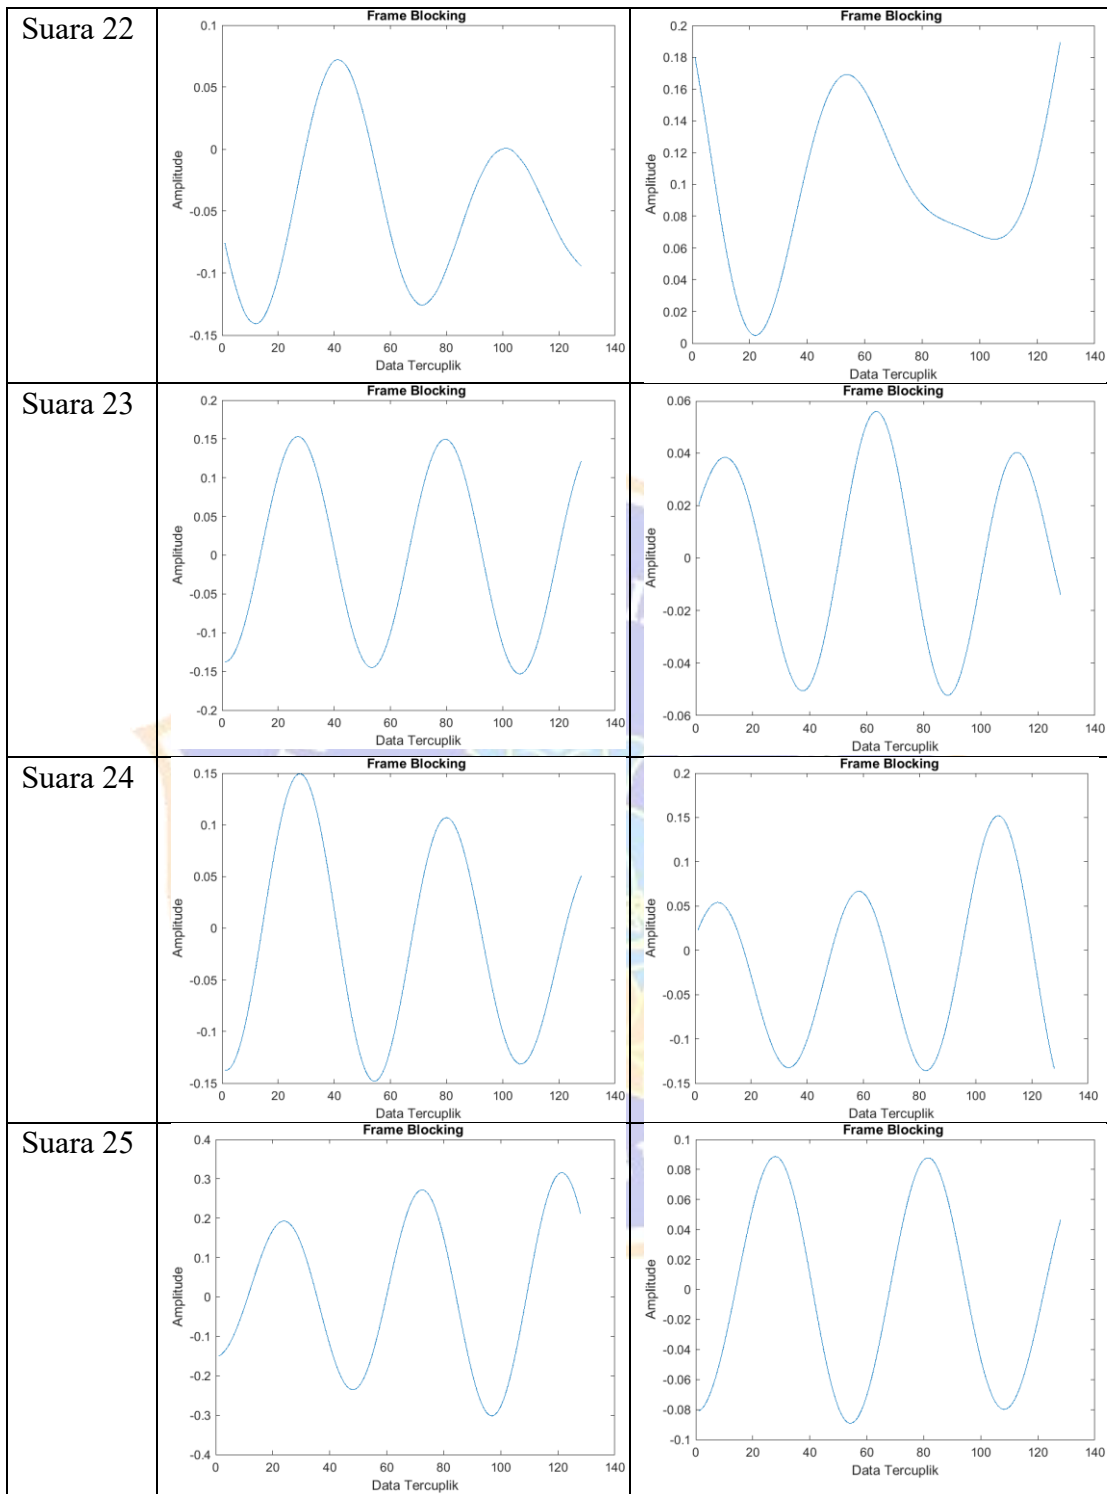 Suara 22
Frame Blocking
0.1
0.05
0
-0.05
-0.1
-0.15
Amplitude
0 20 40 60 80 100 120 140
Data Tercuplik
Frame Blocking
0.2
0.18
0.16
0.14
0.12
0.1
0.08
0.06
0.04
0.02
0
Amplitude
0 20 40 60 80 100 120 140
Data Tercuplik
Suara 23
Frame Blocking
0.2
0.15
0.1
0.05
0
-0.05
-0.1
-0.15
-0.2
Amplitude
0 20 40 60 80 100 120 140
Data Tercuplik
Frame Blocking
0.06
0.04
0.02
0
-0.02
-0.04
-0.06
Amplitude
0 20 40 60 80 100 120 140
Data Tercuplik
Suara 24
Frame Blocking
0.15
0.1
0.05
0
-0.05
-0.1
-0.15
Amplitude
0 20 40 60 80 100 120 140
Data Tercuplik
Frame Blocking
0.2
0.15
0.1
0.05
0
-0.05
-0.1
-0.15
Amplitude
0 20 40 60 80 100 120 140
Data Tercuplik
Suara 25
Frame Blocking
0.4
0.3
0.2
0.1
0
-0.1
-0.2
-0.3
-0.4
Amplitude
0 20 40 60 80 100 120 140
Data Tercuplik
Frame Blocking
0.1
0.08
0.06
0.04
0.02
0
-0.02
-0.04
-0.06
-0.08
-0.1
Amplitude
0 20 40 60 80 100 120 140
Data Tercuplik